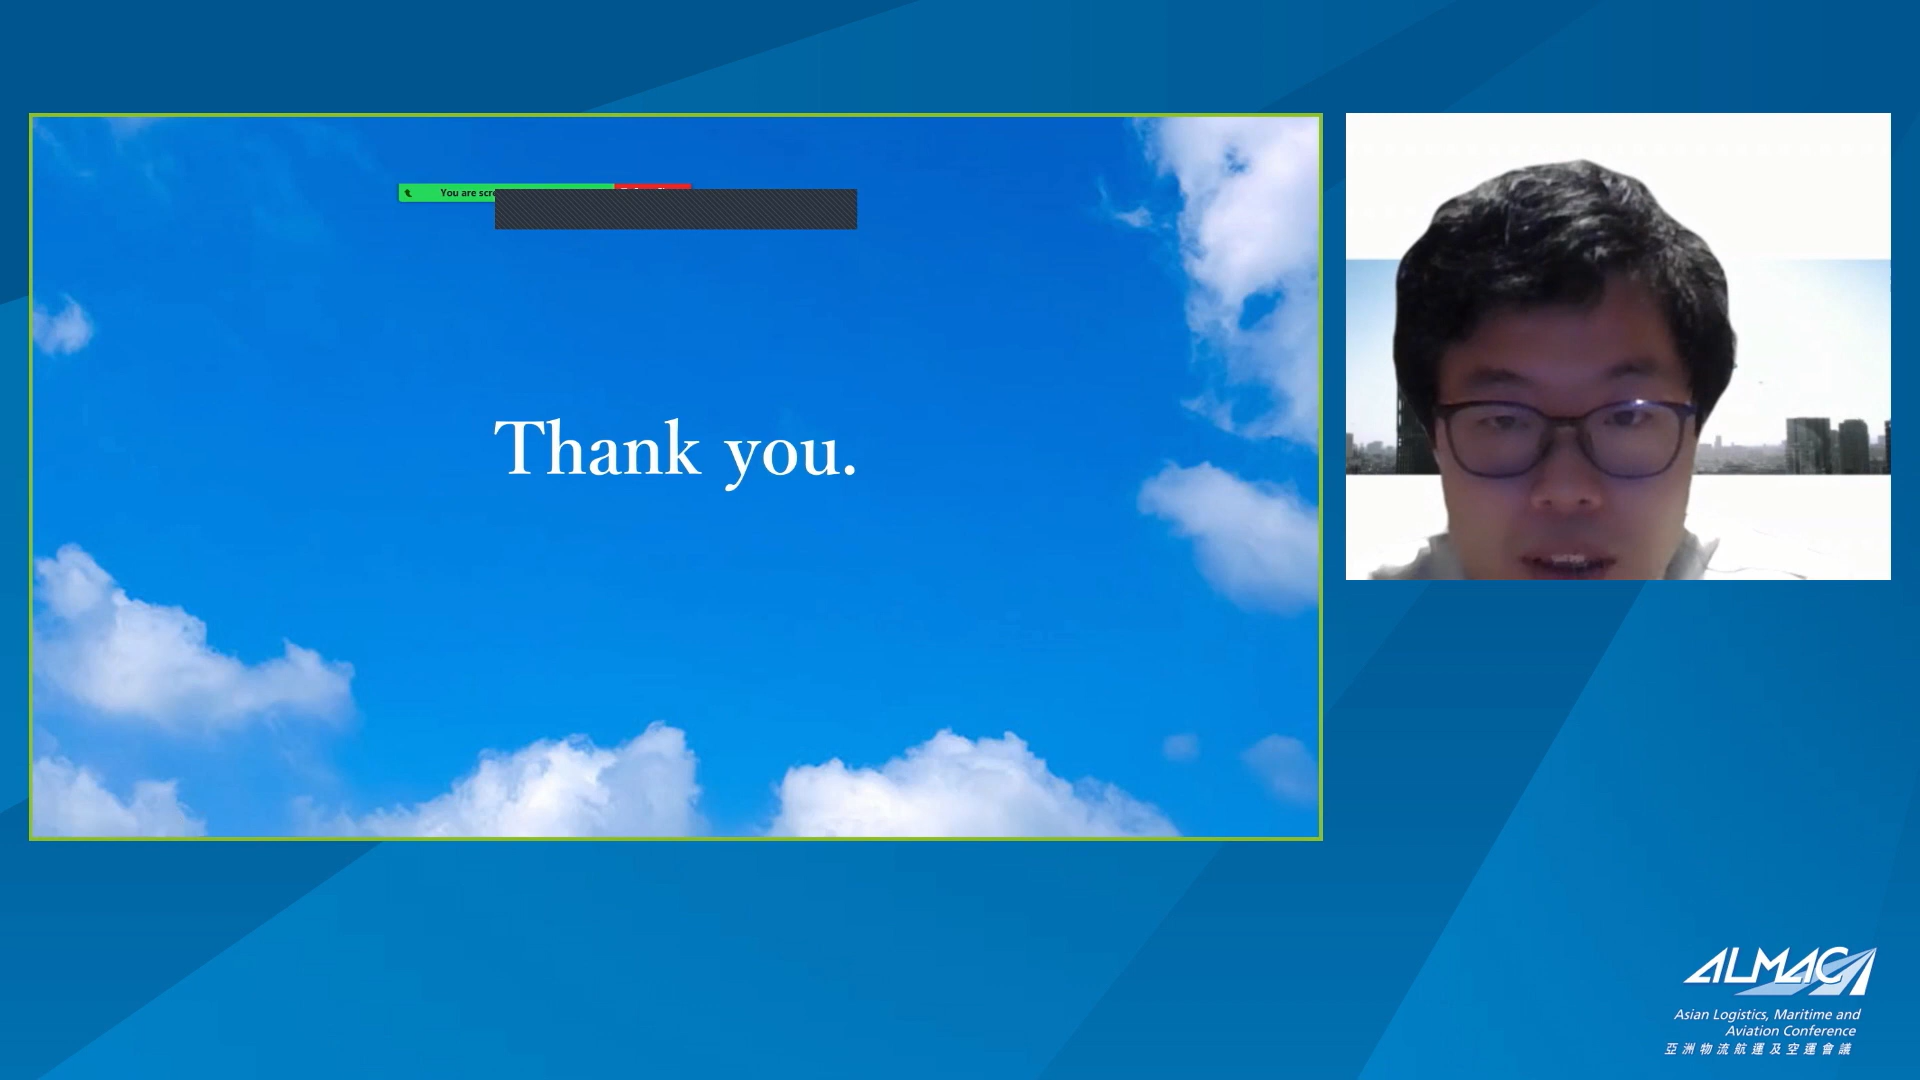 You are scre
Thank you.
ALMAC
Asian Logistics, Maritime and
Aviation Conference
亞洲物流航運及空運會議